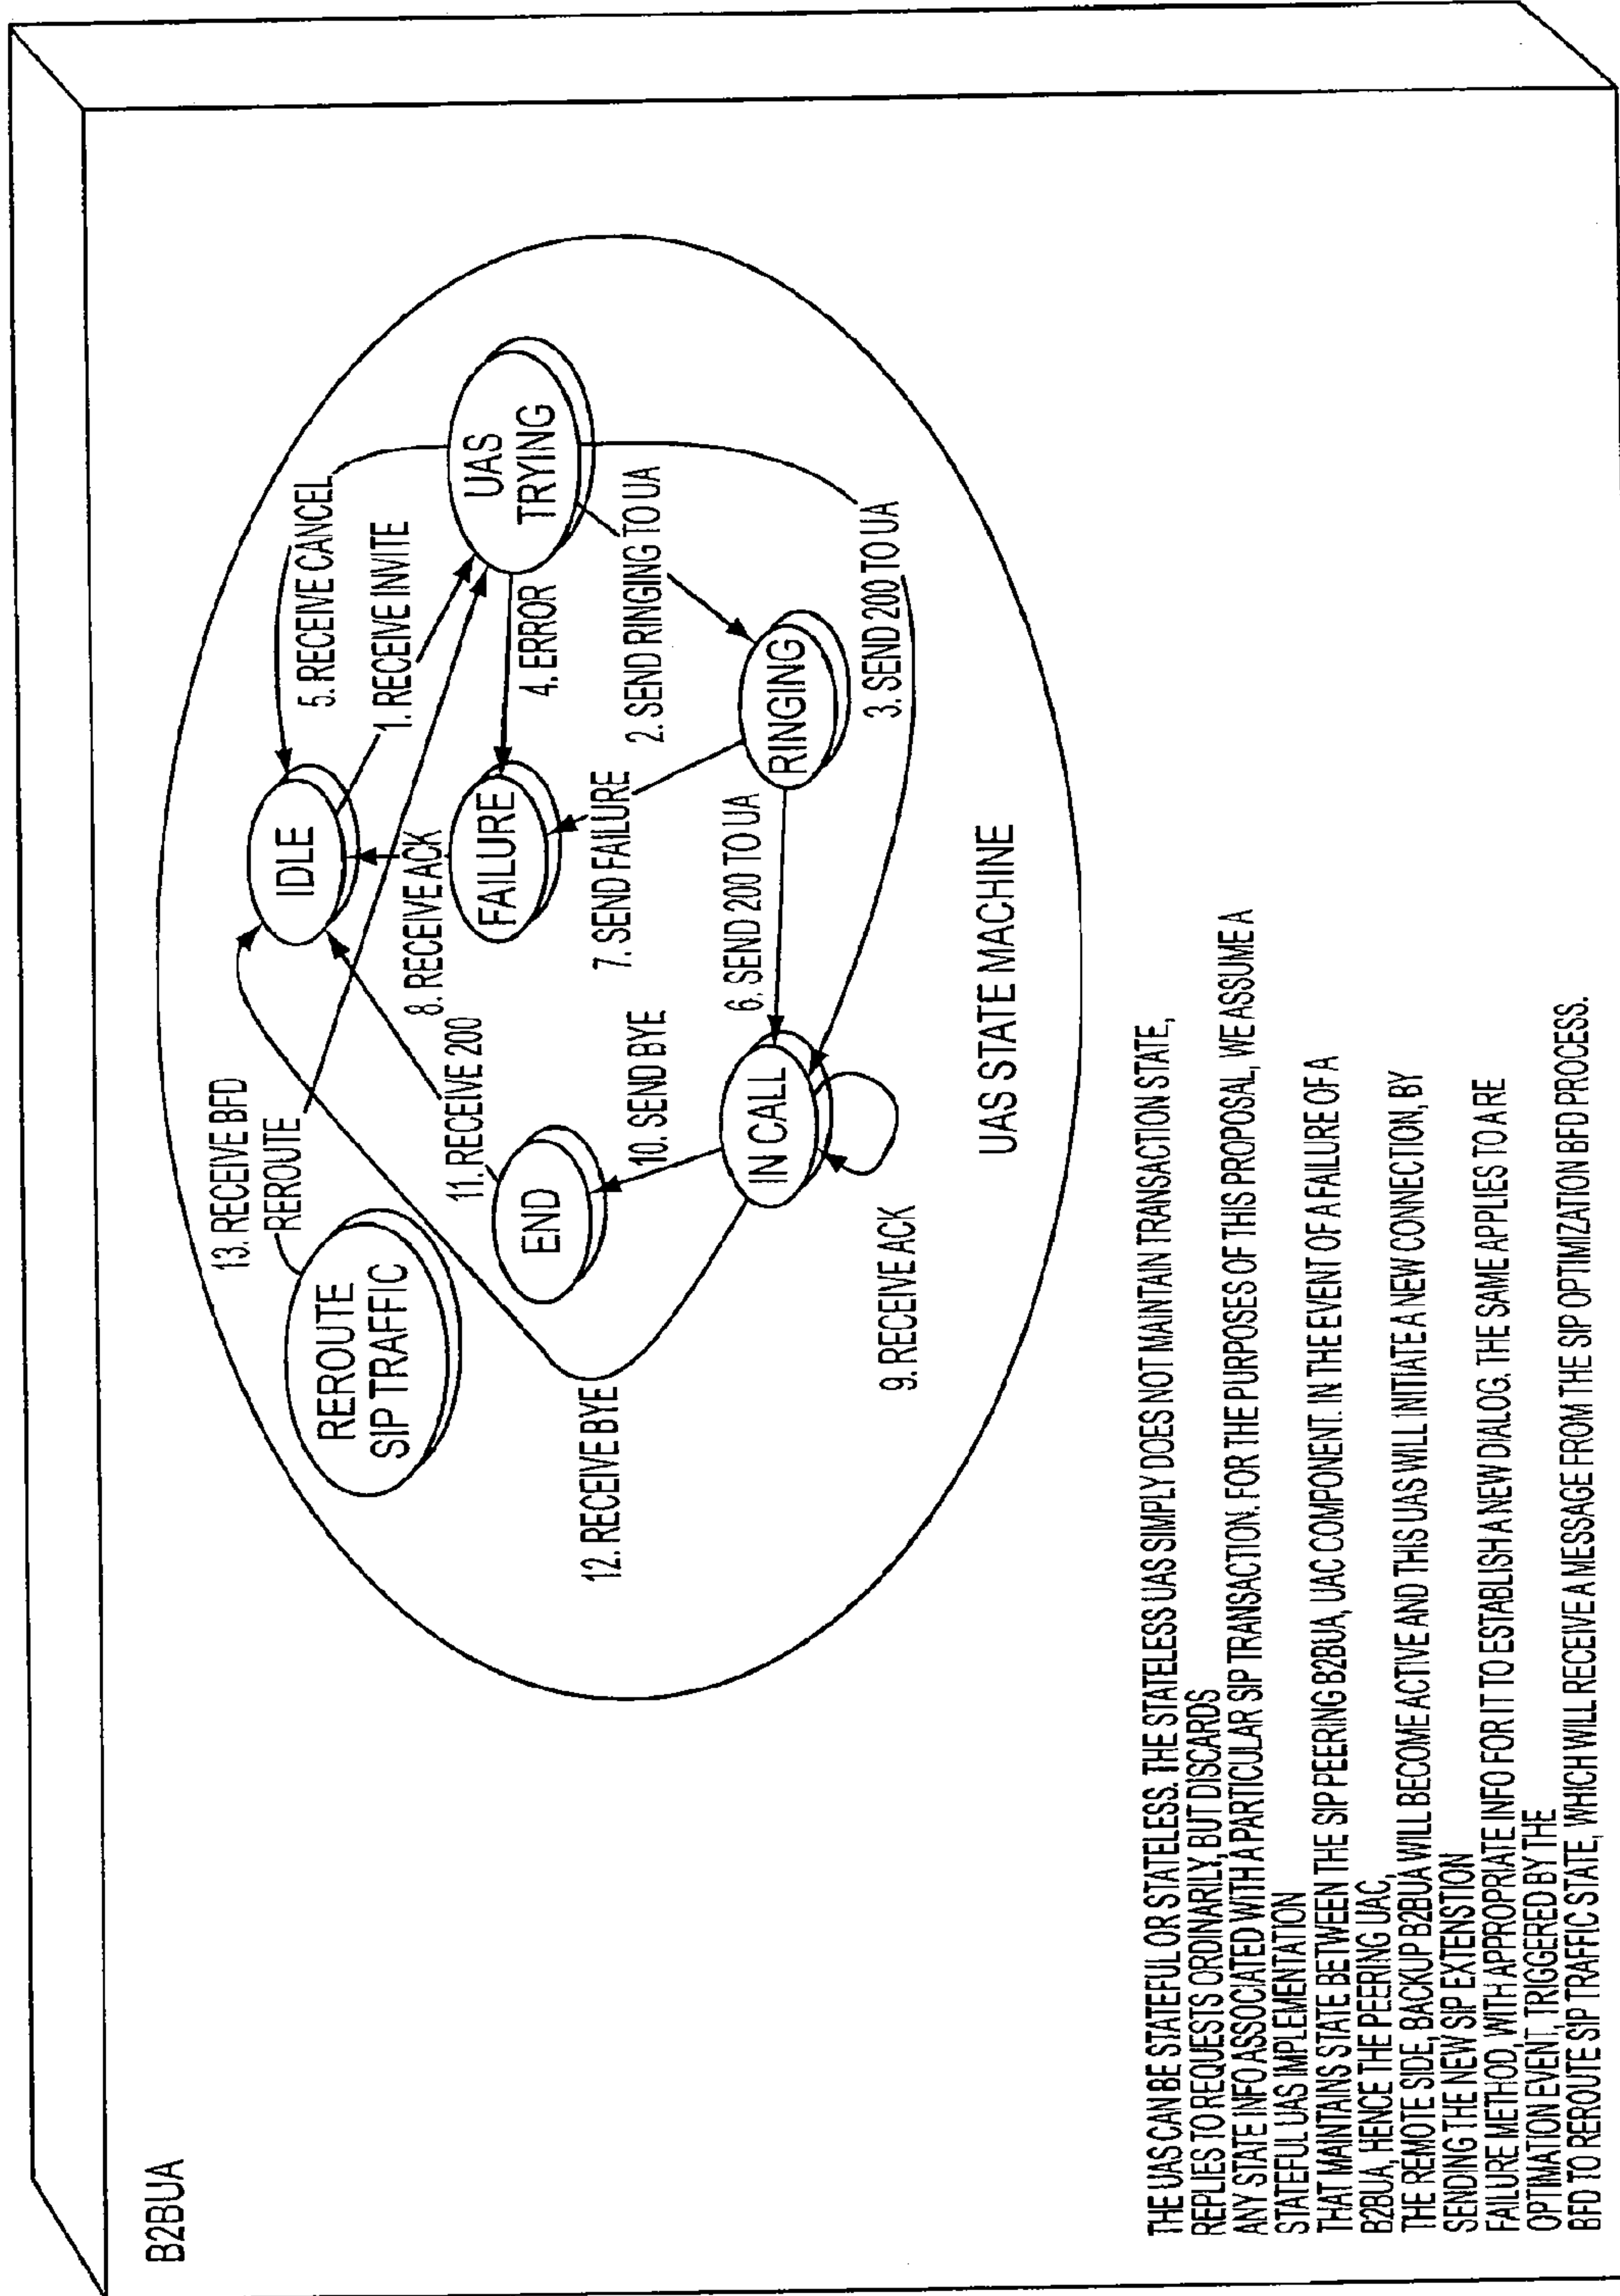 B2BUA
13. RECEIVE BFD
REROUTE
REROUTE
SIP TRAFFIC
12. RECEIVE BYE
END
11. RECEIVE 200
10. SEND BYE
IN CALL
9. RECEIVE ACK
IDLE
8. RECEIVE ACK
FAILURE
7. SEND FAILURE
6. SEND 200 TO UA
5. RECEIVE CANCEL
1. RECEIVE INVITE
4. ERROR
2. SEND RINGING TO UA
RINGING
3. SEND 200 TO UA
UAS
TRYING
UAS STATE MACHINE
THE UAS CAN BE STATEFUL OR STATELESS. THE STATELESS UAS SIMPLY DOES NOT MAINTAIN TRANSACTION STATE,
REPLIES TO REQUESTS ORDINARILY, BUT DISCARDS
ANY STATE INFO ASSOCIATED WITH A PARTICULAR SIP TRANSACTION. FOR THE PURPOSES OF THIS PROPOSAL, WE ASSUME A
STATEFUL UAS IMPLEMENTATION
THAT MAINTAINS STATE BETWEEN THE SIP PEERING B2BUA, UAC COMPONENT. IN THE EVENT OF A FAILURE OF A
B2BUA, HENCE THE PEERING UAC,
THE REMOTE SIDE, BACKUP B2BUA WILL BECOME ACTIVE AND THIS UAS WILL INITIATE A NEW CONNECTION, BY
SENDING THE NEW SIP EXTENSTION
FAILURE METHOD, WITH APPROPRIATE INFO FOR IT TO ESTABLISH A NEW DIALOG. THE SAME APPLIES TO A RE
OPTIMATION EVENT, TRIGGERED BY THE
BFD TO REROUTE SIP TRAFFIC STATE, WHICH WILL RECEIVE A MESSAGE FROM THE SIP OPTIMIZATION BFD PROCESS.